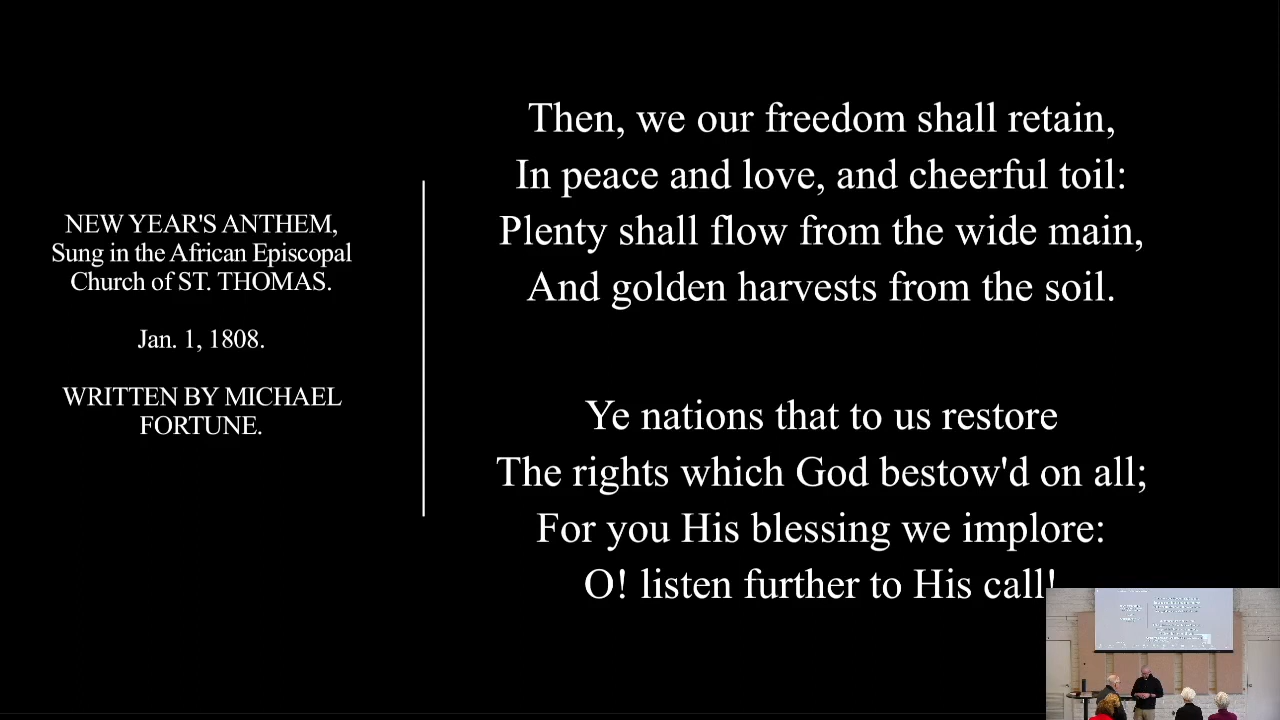 NEW YEAR'S ANTHEM,
Sung in the African Episcopal
Church of ST. THOMAS.
Jan. 1, 1808.
WRITTEN BY MICHAEL
FORTUNE.
Then, we our freedom shall retain,
In peace and love, and cheerful toil:
Plenty shall flow from the wide main,
And golden harvests from the soil.
Ye nations that to us restore
The rights which God bestow'd on all;
For you His blessing we implore:
O! listen further to His call!